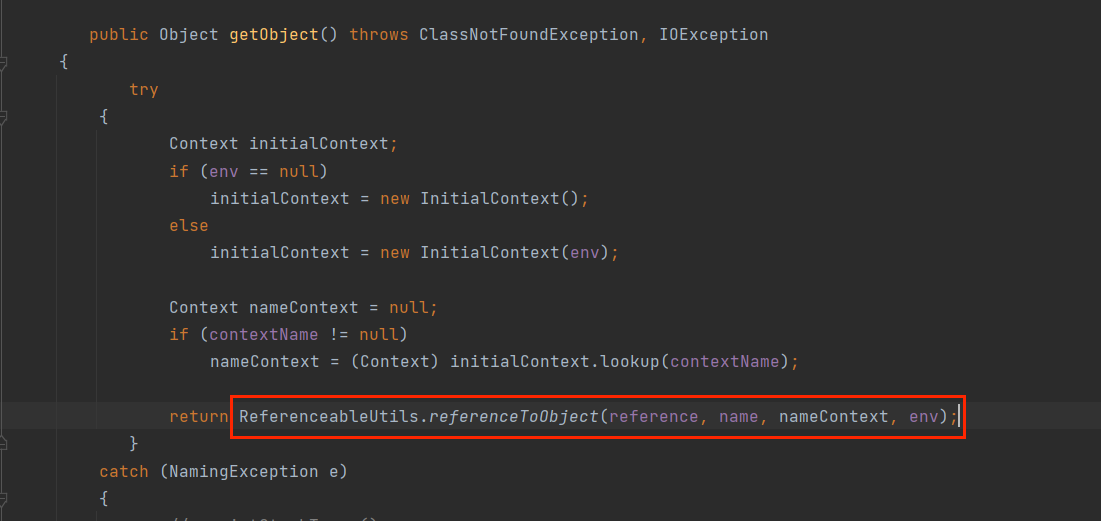 public Object getObject() throws ClassNotFoundException, IOException
{
try
{
Context initialContext;
if (env == null)
initialContext = new InitialContext();
else
initialContext = new InitialContext(env);
Context nameContext = null;
if (contextName != null)
nameContext = (Context) initialContext.lookup(contextName);
return ReferenceableUtils.referenceToObject(reference, name, nameContext, env);
}
catch (NamingException e)
{